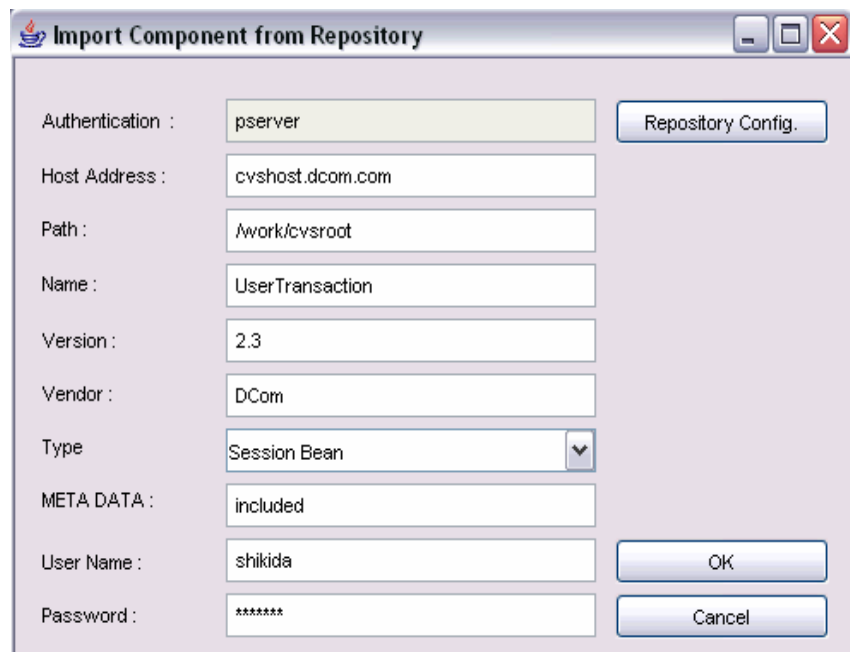 Import Component from Repository
Authentication : pserver Repository Config.
Host Address : cvshost.dcom.com
Path : /work/cvsroot
Name : UserTransaction
Version : 2.3
Vendor : DCom
Type Session Bean
META DATA : included
User Name : shikida OK
Password : ******* Cancel